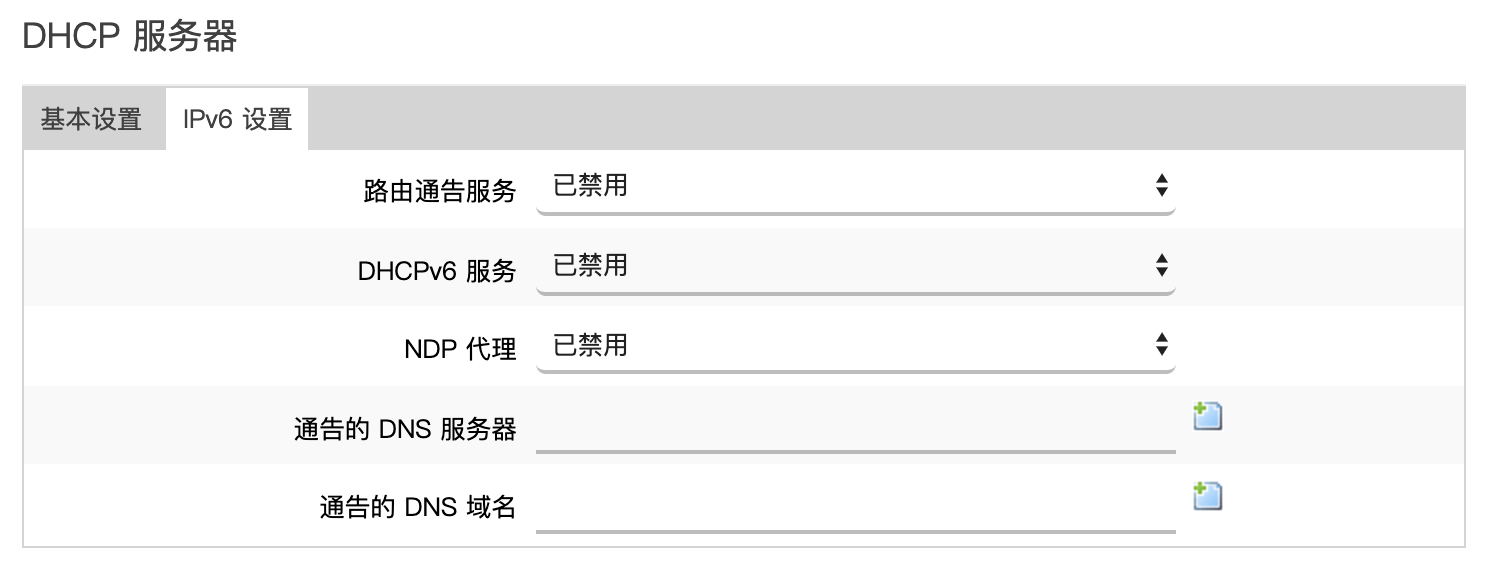 DHCP 服务器
基本设置 IPv6 设置
路由通告服务 已禁用
DHCPv6 服务 已禁用
NDP 代理 已禁用
通告的 DNS 服务器
通告的 DNS 域名